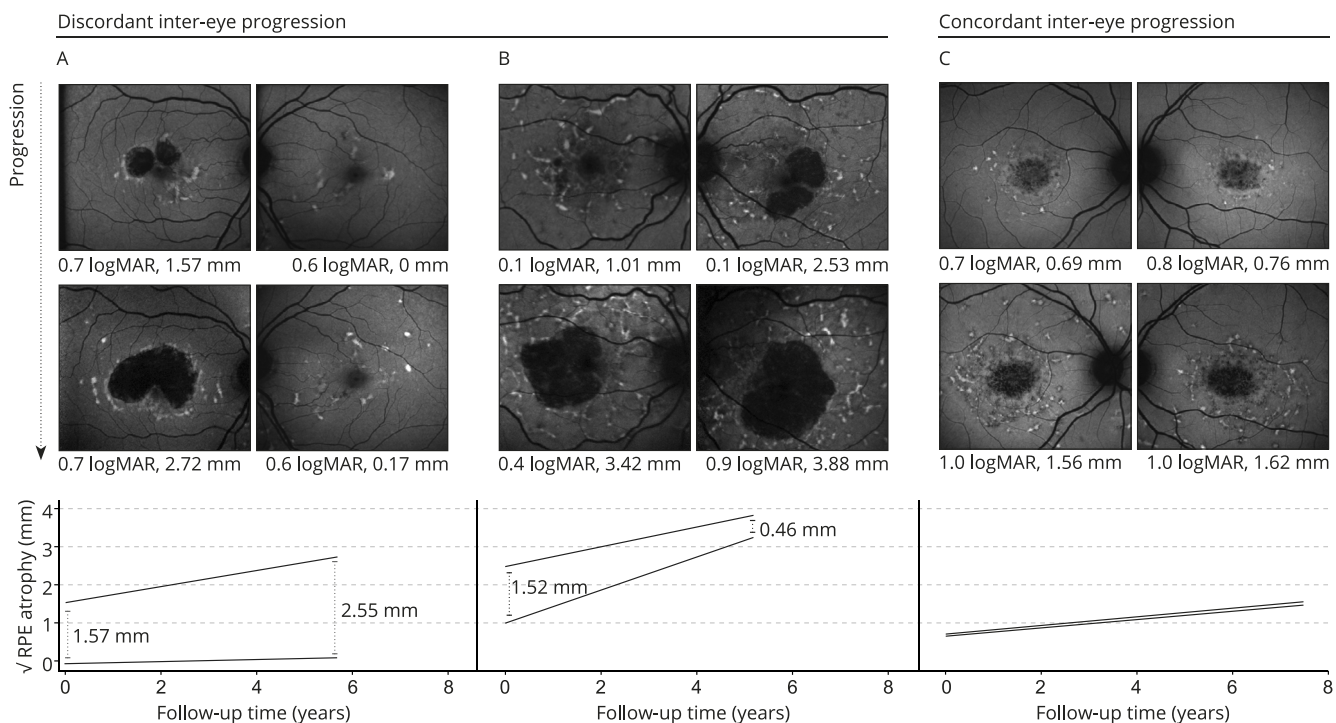 Discordant inter-eye progression
Concordant inter-eye progression
A
B
C
Progression
0.7 logMAR, 1.57 mm
0.6 logMAR, 0 mm
0.1 logMAR, 1.01 mm
0.1 logMAR, 2.53 mm
0.7 logMAR, 0.69 mm
0.8 logMAR, 0.76 mm
0.7 logMAR, 2.72 mm
0.6 logMAR, 0.17 mm
0.4 logMAR, 3.42 mm
0.9 logMAR, 3.88 mm
1.0 logMAR, 1.56 mm
1.0 logMAR, 1.62 mm
√ RPE atrophy (mm)
4
3
2
1
0
1.57 mm
2.55 mm
1.52 mm
0.46 mm
0 2 4 6 8
0 2 4 6 8
0 2 4 6 8
Follow-up time (years)
Follow-up time (years)
Follow-up time (years)